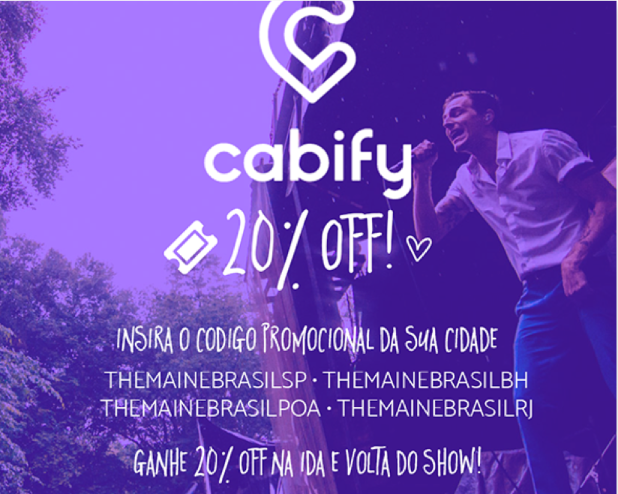 cabify
20% OFF!
INSIRA O CODIGO PROMOCIONAL DA SUA CIDADE
THEMAINEBRASILSP • THEMAINEBRASILBH
THEMAINEBRASILPOA • THEMAINEBRASILRJ
GANHE 20% OFF NA IDA E VOLTA DO SHOW!